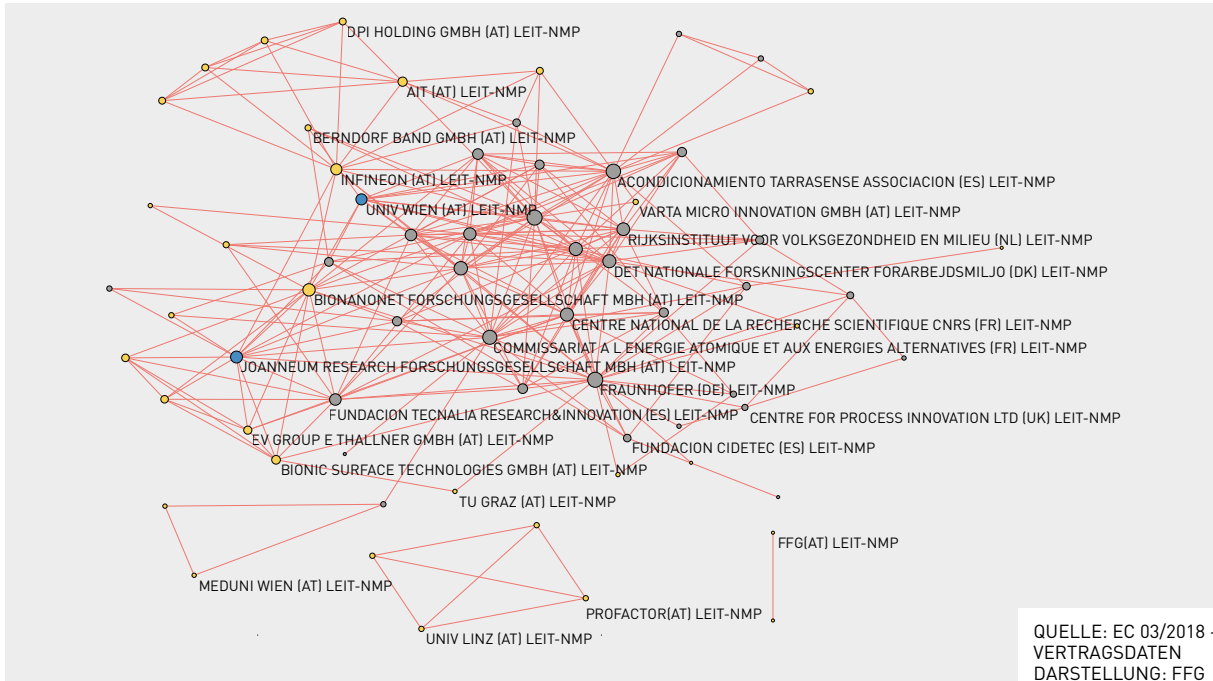 DPI HOLDING GMBH (AT) LEIT-NMP
AIT (AT) LEIT-NMP
BERNDORF BAND GMBH (AT) LEIT-NMP
INFINEON (AT) LEIT-NMP
ACONDICIONAMIENTO TARRASENSE ASSOCIACION (ES) LEIT-NMP
UNIV WIEN (AT) LEIT-NMP
VARTA MICRO INNOVATION GMBH (AT) LEIT-NMP
RIJKSINSTITUUT VOOR VOLKSGEZONDHEID EN MILIEU (NL) LEIT-NMP
DET NATIONALE FORSKNINGSCENTER FORARBEJDSMILJO (DK) LEIT-NMP
BIONANONET FORSCHUNGSGESELLSCHAFT MBH (AT) LEIT-NMP
CENTRE NATIONAL DE LA RECHERCHE SCIENTIFIQUE CNRS (FR) LEIT-NMP
COMMISSARIAT A L ENERGIE ATOMIQUE ET AUX ENERGIES ALTERNATIVES (FR) LEIT-NMP
JOANNEUM RESEARCH FORSCHUNGSGESELLSCHAFT MBH (AT) LEIT-NMP
FRAUNHOFER (DE) LEIT-NMP
FUNDACION TECNALIA RESEARCH&INNOVATION (ES) LEIT-NMP
CENTRE FOR PROCESS INNOVATION LTD (UK) LEIT-NMP
EV GROUP E THALLNER GMBH (AT) LEIT-NMP
FUNDACION CIDETEC (ES) LEIT-NMP
BIONIC SURFACE TECHNOLOGIES GMBH (AT) LEIT-NMP
TU GRAZ (AT) LEIT-NMP
FFG(AT) LEIT-NMP
MEDUNI WIEN (AT) LEIT-NMP
PROFACTOR(AT) LEIT-NMP
UNIV LINZ (AT) LEIT-NMP
QUELLE: EC 03/2018 -
VERTRAGSDATEN
DARSTELLUNG: FFG